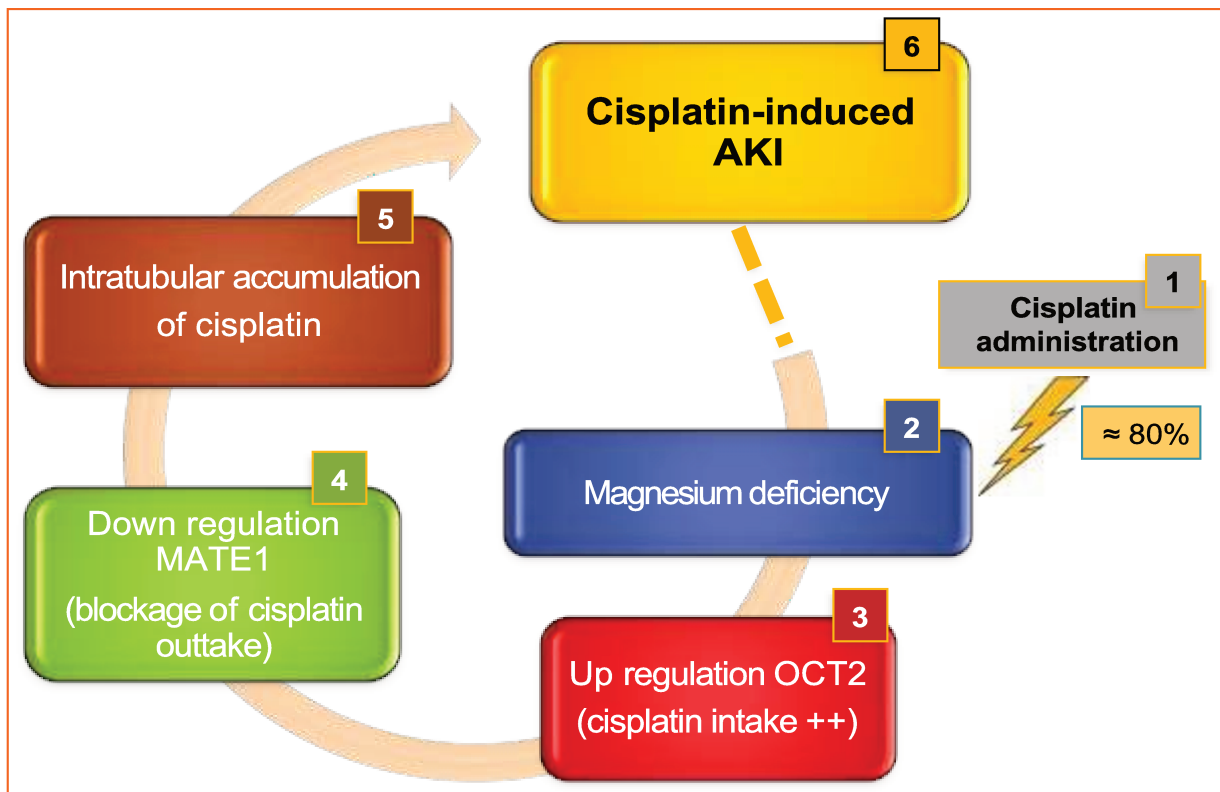 1
Cisplatin
administration
≈ 80%
2
Magnesium deficiency
3
Up regulation OCT2
(cisplatin intake ++)
4
Down regulation
MATE1
(blockage of cisplatin
outtake)
5
Intratubular accumulation
of cisplatin
6
Cisplatin-induced
AKI